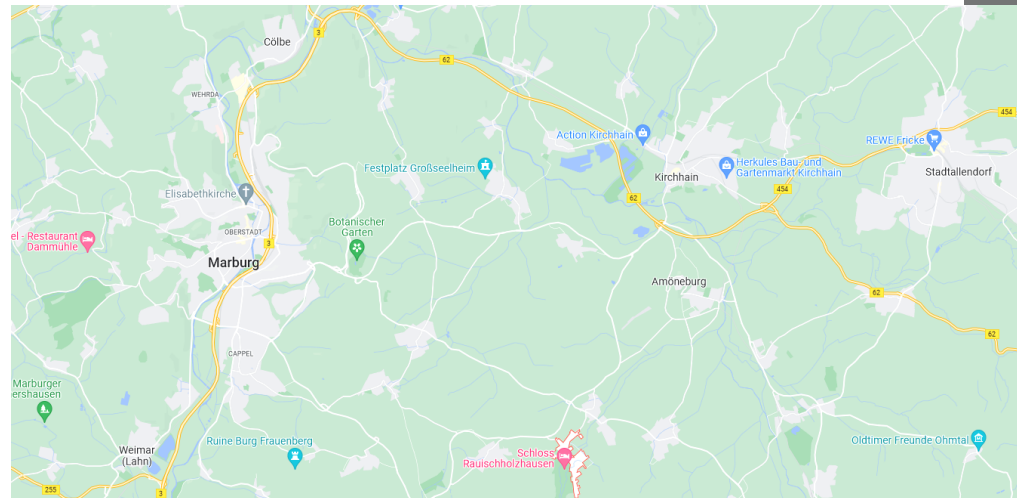 3
Cölbe
62
WEHRDA
454
Action Kirchhain
REWE Fricke
Festplatz Großseelheim
Herkules Bau- und
Gartenmarkt Kirchhain
Kirchhain
Stadtallendorf
Elisabethkirche
454
62
Botanischer
Garten
OBERSTADT
el - Restaurant
Dammühle
3
Marburg
Amöneburg
62
62
CAPPEL
Marburger
ershausen
Ruine Burg Frauenberg
Oldtimer Freunde Ohmtal
Weimar
(Lahn)
Schloss
Rauischholzhausen
255
3